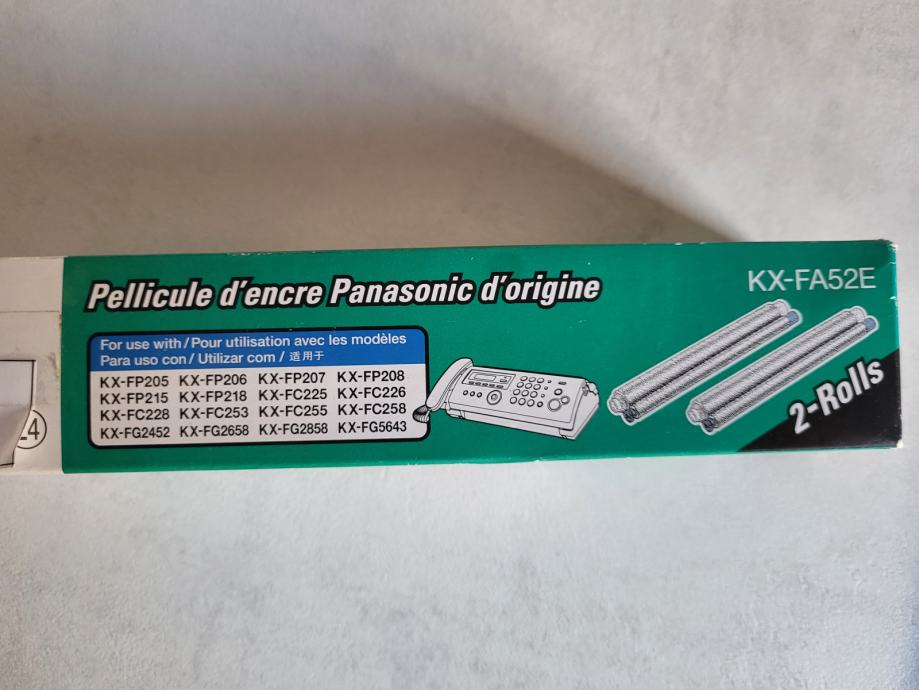 Pellicule d'encre Panasonic d'origine
KX-FA52E
For use with / Pour utilisation avec les modèles
Para uso con / Utilizar com / 适用于
KX-FP205 KX-FP206 KX-FP207 KX-FP208
KX-FP215 KX-FP218 KX-FC225 KX-FC226
KX-FC228 KX-FC253 KX-FC255 KX-FC258
KX-FG2452 KX-FG2658 KX-FG2858 KX-FG5643
2-Rolls